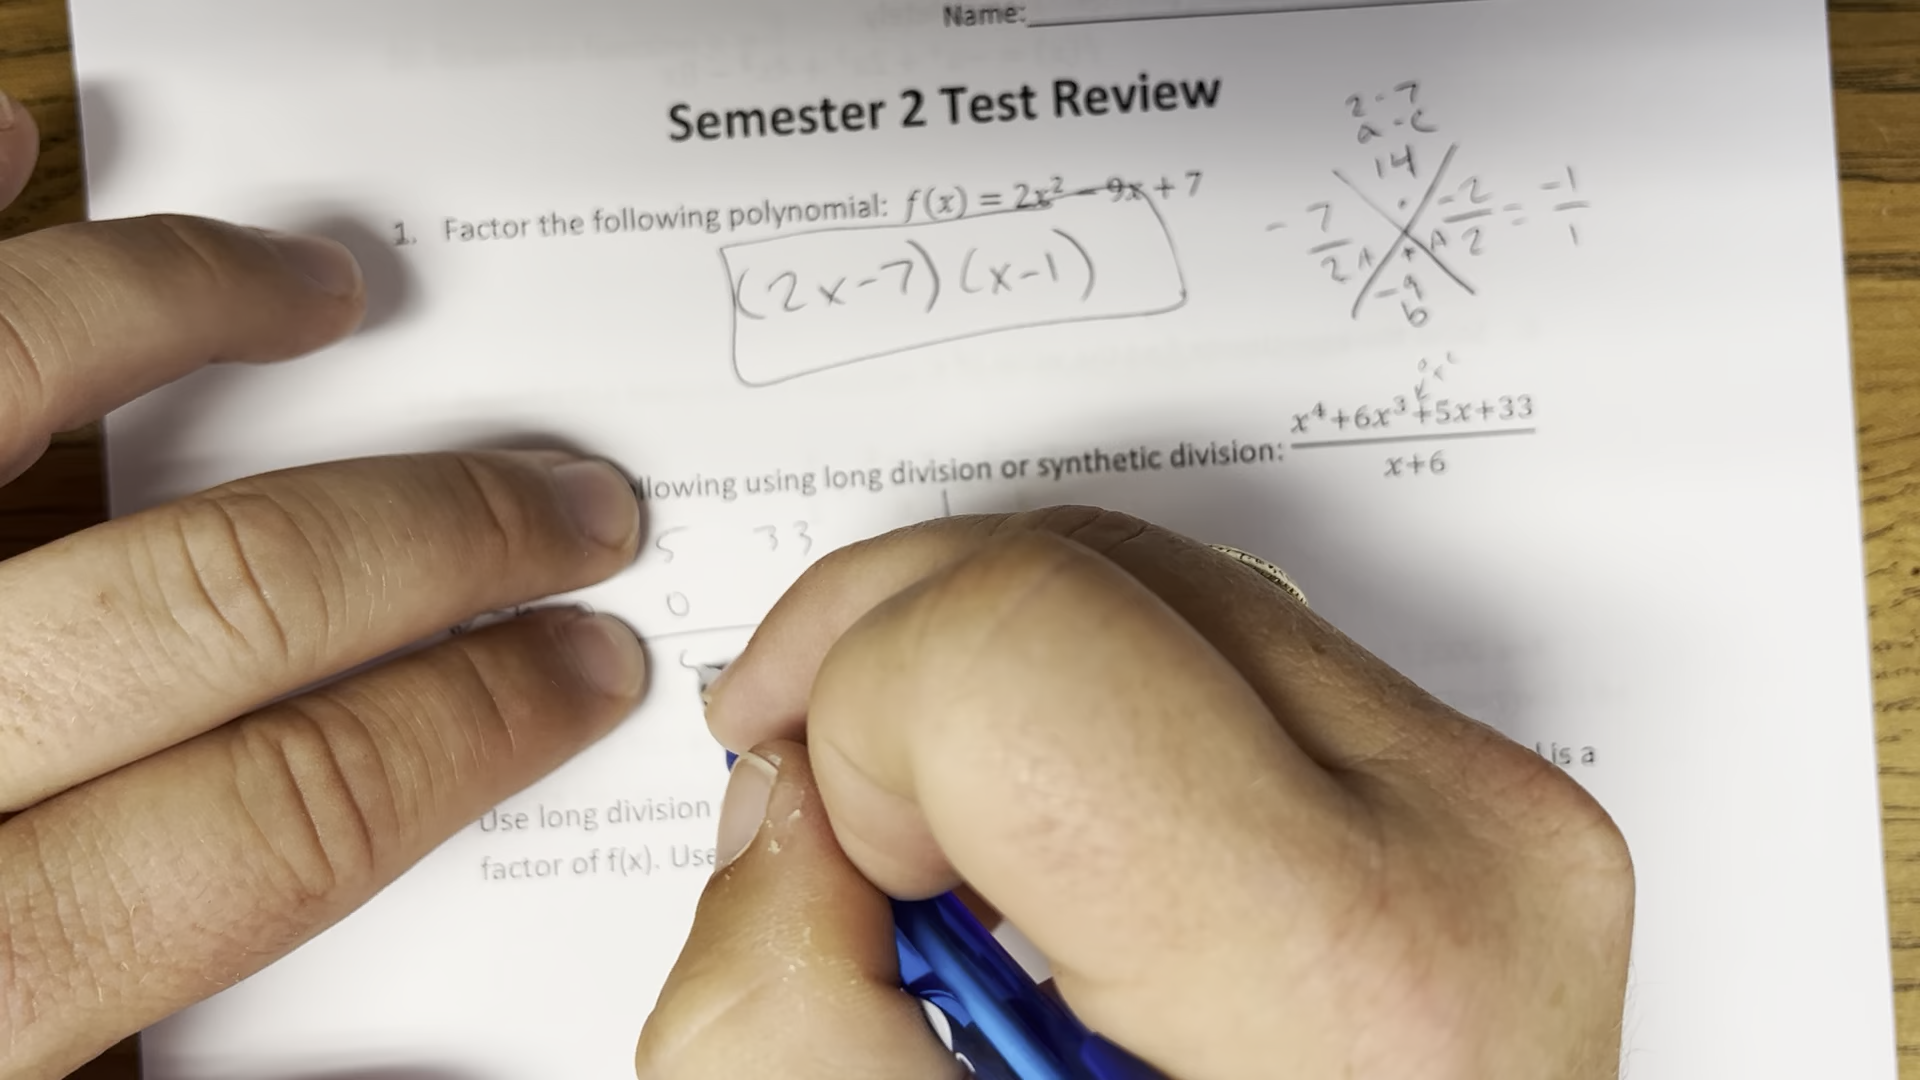 Name:
Semester 2 Test Review
2 · 7
a · c
14
- 7/2 -2/2 = -1/1
-9
b
1. Factor the following polynomial: f(x) = 2x² − 9x + 7
(2x-7) (x-1)
llowing using long division or synthetic division: x⁴+6x³+5x+33 / x+6
5 33
0
is a
Use long division
factor of f(x). Use